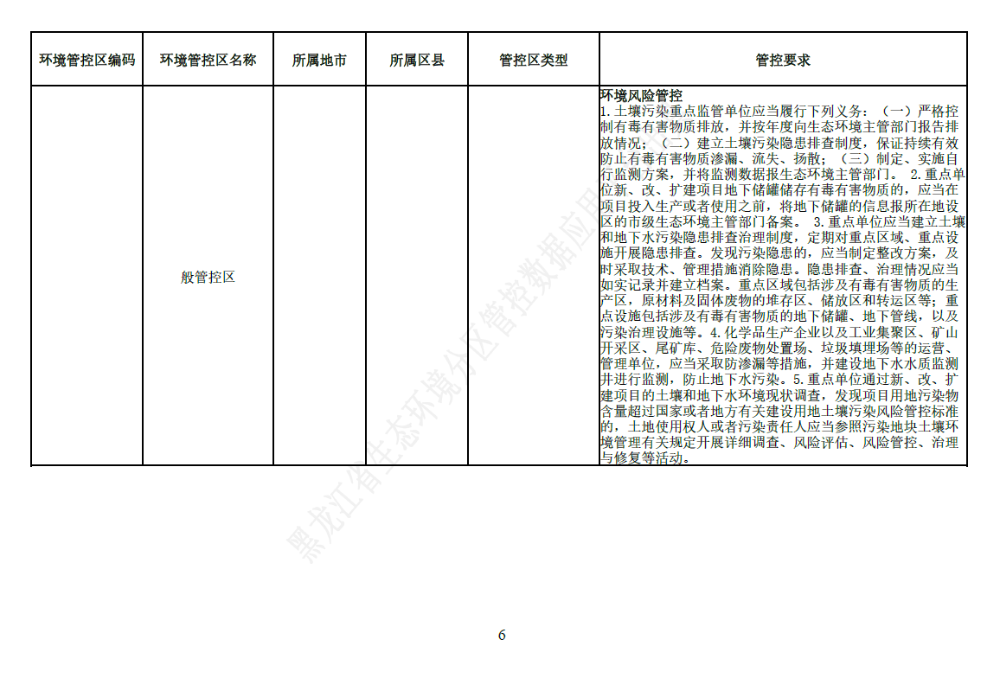 环境管控区编码 环境管控区名称 所属地市 所属区县 管控区类型 管控要求
般管控区
环境风险管控
1.土壤污染重点监管单位应当履行下列义务：（一）严格控
制有毒有害物质排放，并按年度向生态环境主管部门报告排
放情况；（二）建立土壤污染隐患排查制度，保证持续有效
防止有毒有害物质渗漏、流失、扬散；（三）制定、实施自
行监测方案，并将监测数据报生态环境主管部门。 2.重点单
位新、改、扩建项目地下储罐储存有毒有害物质的，应当在
项目投入生产或者使用之前，将地下储罐的信息报所在地设
区的市级生态环境主管部门备案。 3.重点单位应当建立土壤
和地下水污染隐患排查治理制度，定期对重点区域、重点设
施开展隐患排查。发现污染隐患的，应当制定整改方案，及
时采取技术、管理措施消除隐患。隐患排查、治理情况应当
如实记录并建立档案。重点区域包括涉及有毒有害物质的生
产区，原材料及固体废物的堆存区、储放区和转运区等；重
点设施包括涉及有毒有害物质的地下储罐、地下管线，以及
污染治理设施等。4.化学品生产企业以及工业集聚区、矿山
开采区、尾矿库、危险废物处置场、垃圾填埋场等的运营、
管理单位，应当采取防渗漏等措施，并建设地下水水质监测
井进行监测，防止地下水污染。5.重点单位通过新、改、扩
建项目的土壤和地下水环境现状调查，发现项目用地污染物
含量超过国家或者地方有关建设用地土壤污染风险管控标准
的，土地使用权人或者污染责任人应当参照污染地块土壤环
境管理有关规定开展详细调查、风险评估、风险管控、治理
与修复等活动。
黑龙江省生态环境分区管控数据应用
6